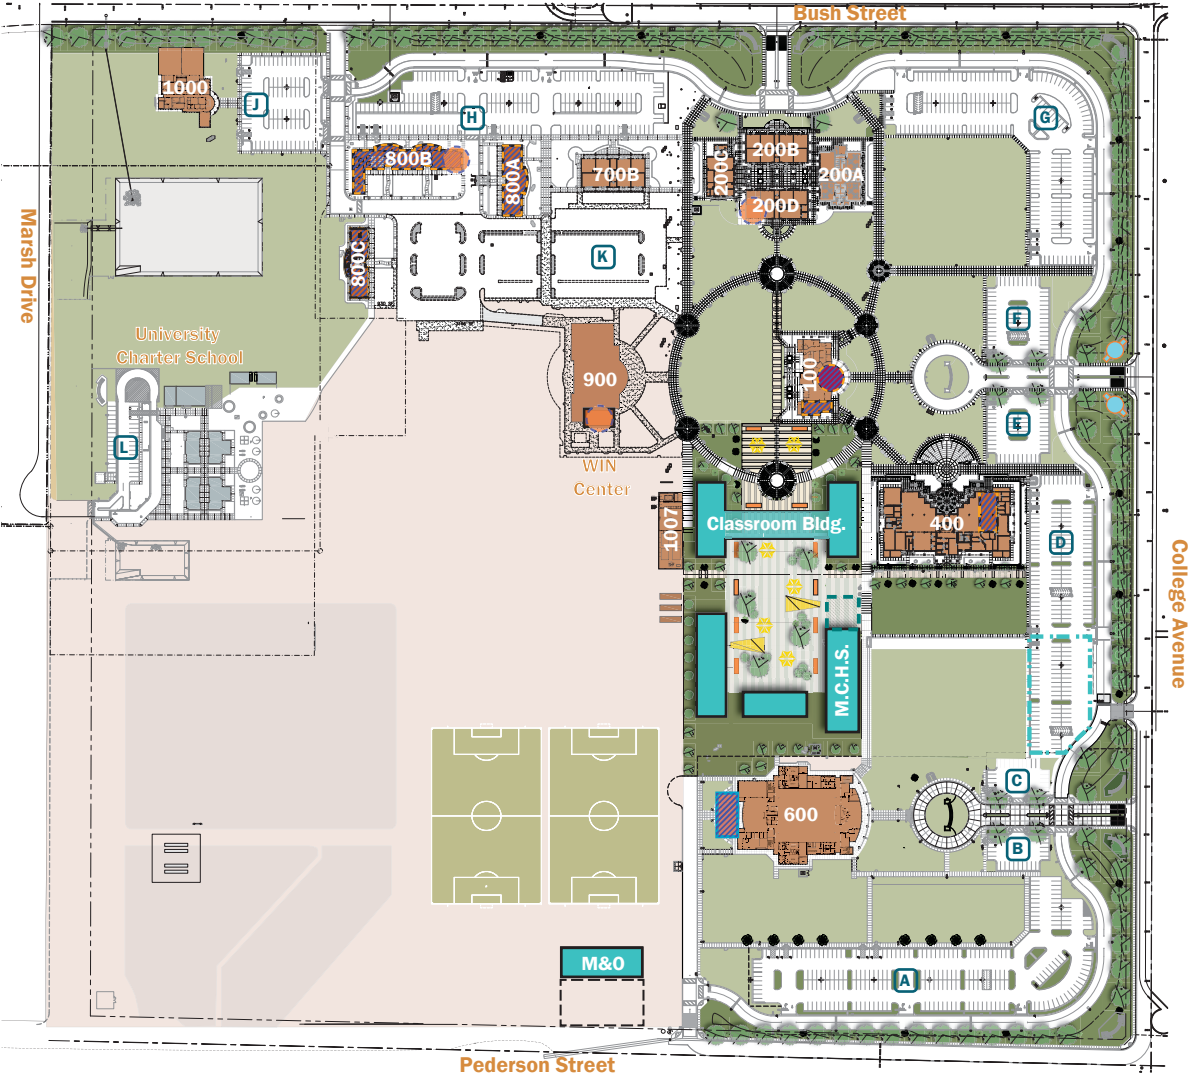 Bush Street
1000
J
H
G
800B
800A
700B
200C
200B
200A
200D
800C
K
Marsh Drive
E
University
Charter School
100
900
E
L
WIN
Center
1007
Classroom Bldg.
400
D
College Avenue
M.C.H.S.
C
600
B
M&O
A
Pederson Street